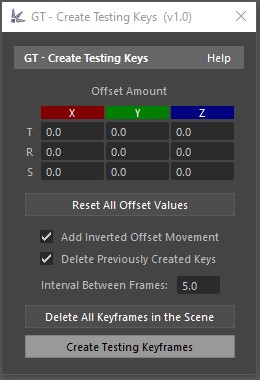 GT - Create Testing Keys (v1.0)
GT - Create Testing Keys Help
Offset Amount
X Y Z
T 0.0 0.0 0.0
R 0.0 0.0 0.0
S 0.0 0.0 0.0
Reset All Offset Values
Add Inverted Offset Movement
Delete Previously Created Keys
Interval Between Frames: 5.0
Delete All Keyframes in the Scene
Create Testing Keyframes